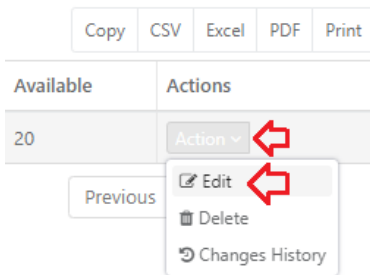 Copy CSV Excel PDF Print
Available Actions
20 Action
Edit
Previous
Delete
Changes History